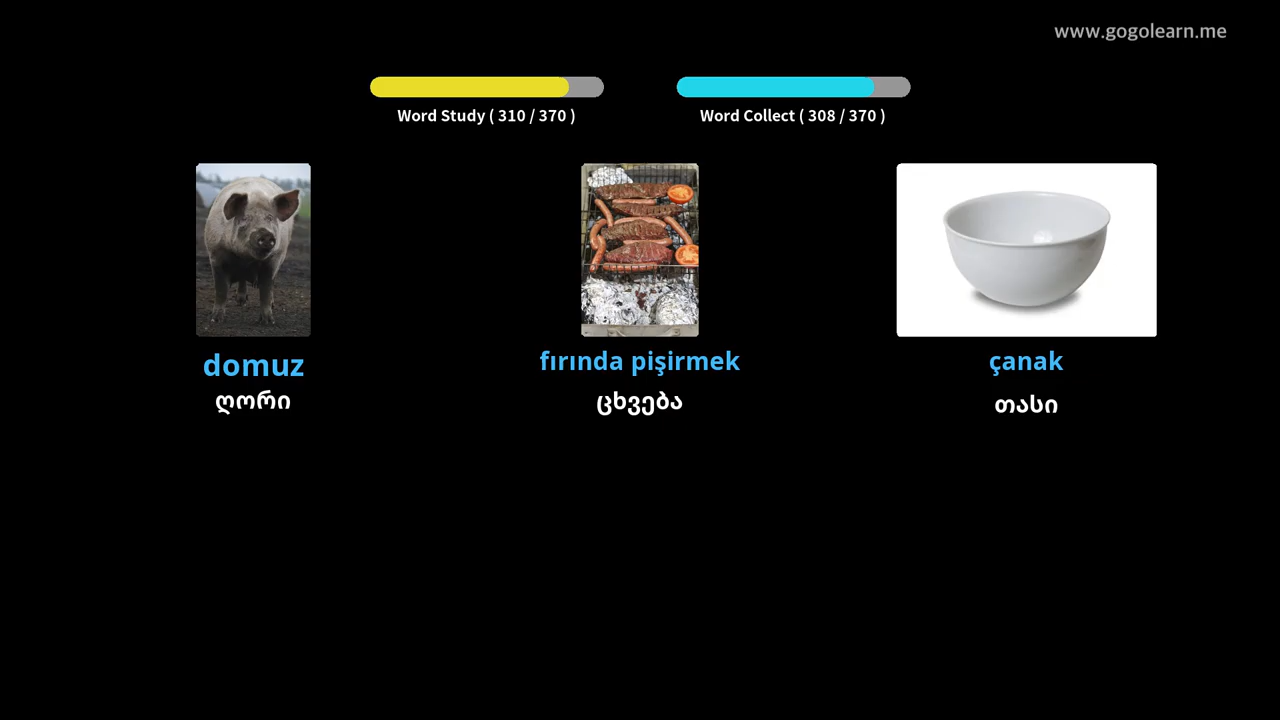 www.gogolearn.me
Word Study ( 310 / 370 )
Word Collect ( 308 / 370 )
domuz
ღორი
fırında pişirmek
ცხვება
çanak
თასი